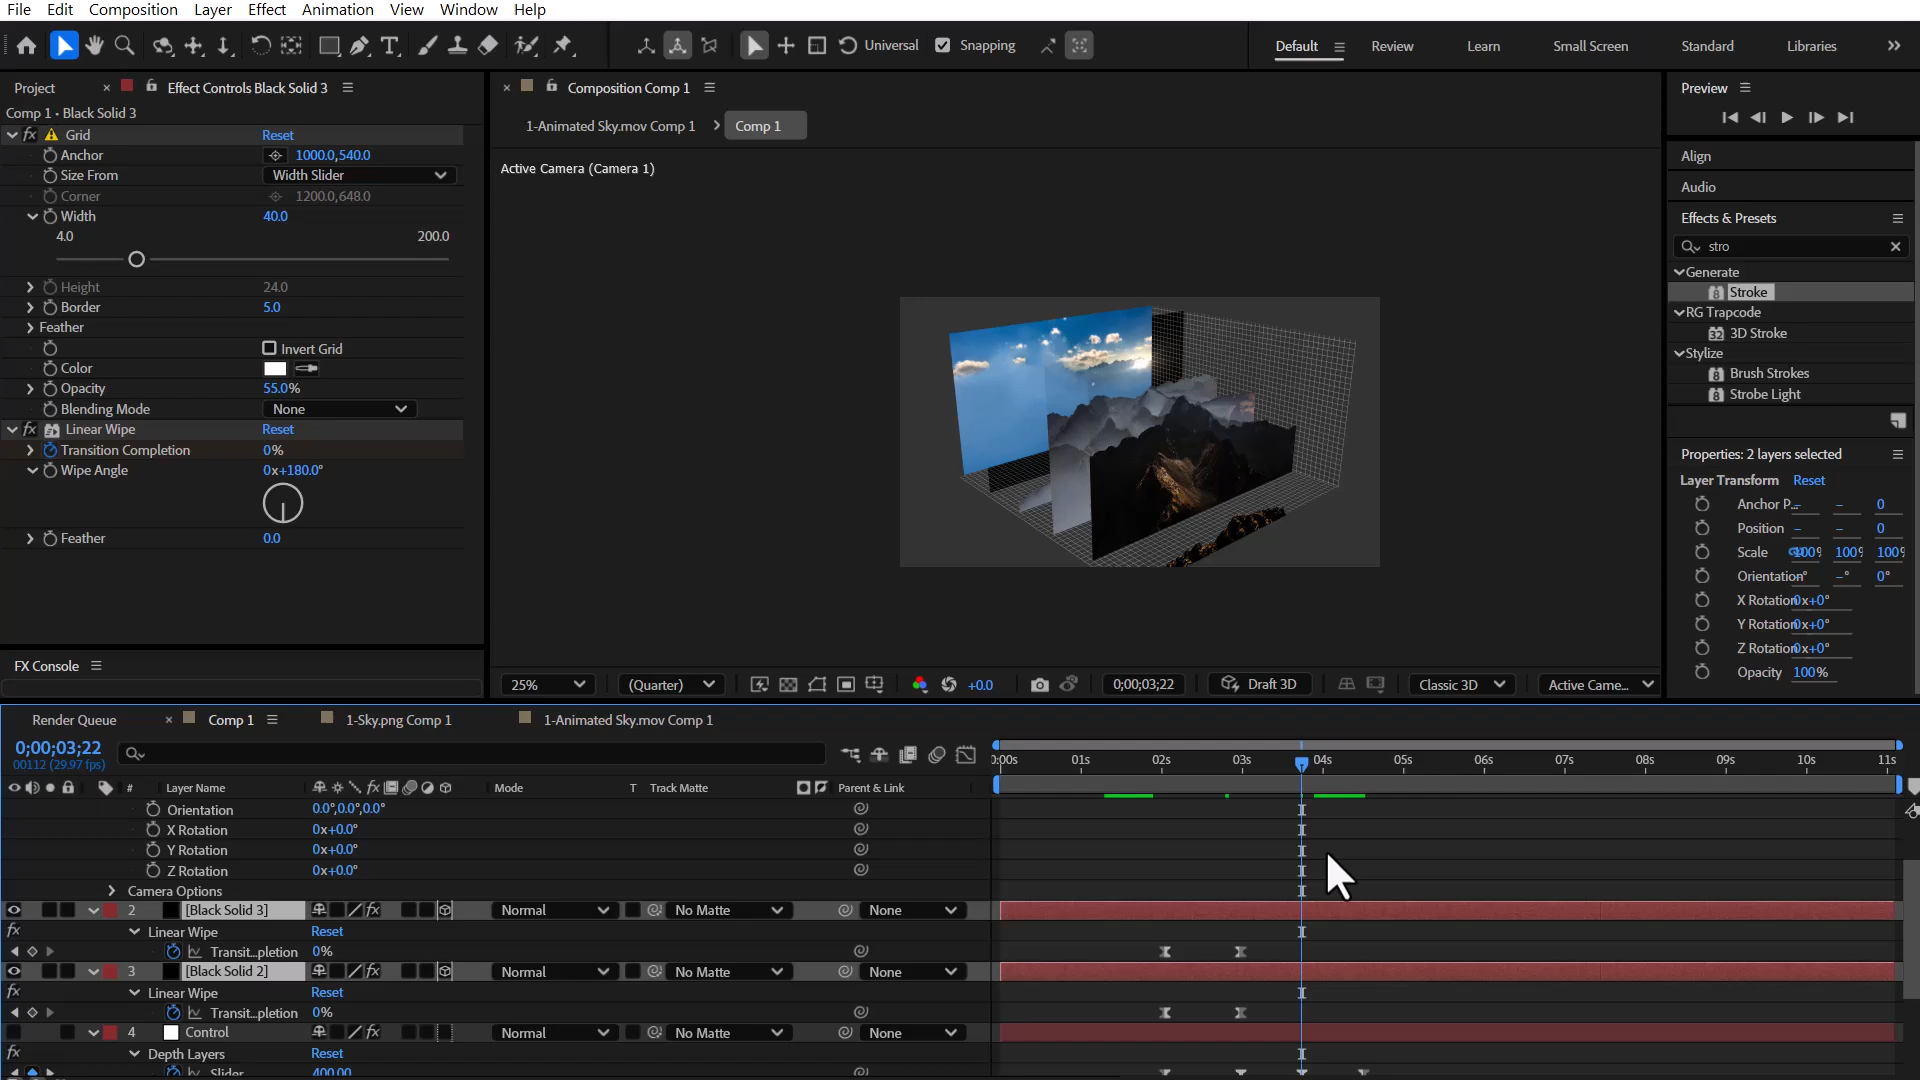 File Edit Composition Layer Effect Animation View Window Help
Universal Snapping Default Review Learn Small Screen Standard Libraries
Project Effect Controls Black Solid 3
Comp 1 • Black Solid 3
Grid Reset
Anchor 1000.0,540.0
Size From Width Slider
Corner 1200.0,648.0
Width 40.0
4.0 200.0
Height 24.0
Border 5.0
Feather
Invert Grid
Color
Opacity 55.0%
Blending Mode None
Linear Wipe Reset
Transition Completion 0%
Wipe Angle 0x+180.0°
Feather 0.0
FX Console
Composition Comp 1
1-Animated Sky.mov Comp 1 Comp 1
Active Camera (Camera 1)
25% (Quarter) +0.0 0;00;03;22 Draft 3D Classic 3D Active Came...
Preview
Align
Audio
Effects & Presets
stro
Generate
Stroke
RG Trapcode
3D Stroke
Stylize
Brush Strokes
Strobe Light
Properties: 2 layers selected
Layer Transform Reset
Anchor P... – – 0
Position – – 0
Scale 100% 100% 100%
Orientation –° –° 0°
X Rotation 0x+0°
Y Rotation 0x+0°
Z Rotation 0x+0°
Opacity 100%
Render Queue Comp 1 1-Sky.png Comp 1 1-Animated Sky.mov Comp 1
0;00;03;22
00112 (29.97 fps)
0:00s 01s 02s 03s 04s 05s 06s 07s 08s 09s 10s 11s
# Layer Name Mode T Track Matte Parent & Link
Orientation 0.0°,0.0°,0.0°
X Rotation 0x+0.0°
Y Rotation 0x+0.0°
Z Rotation 0x+0.0°
Camera Options
2 [Black Solid 3] Normal No Matte None
Linear Wipe Reset
Transit...pletion 0%
3 [Black Solid 2] Normal No Matte None
Linear Wipe Reset
Transit...pletion 0%
4 Control Normal No Matte None
Depth Layers Reset
Slider 400.00